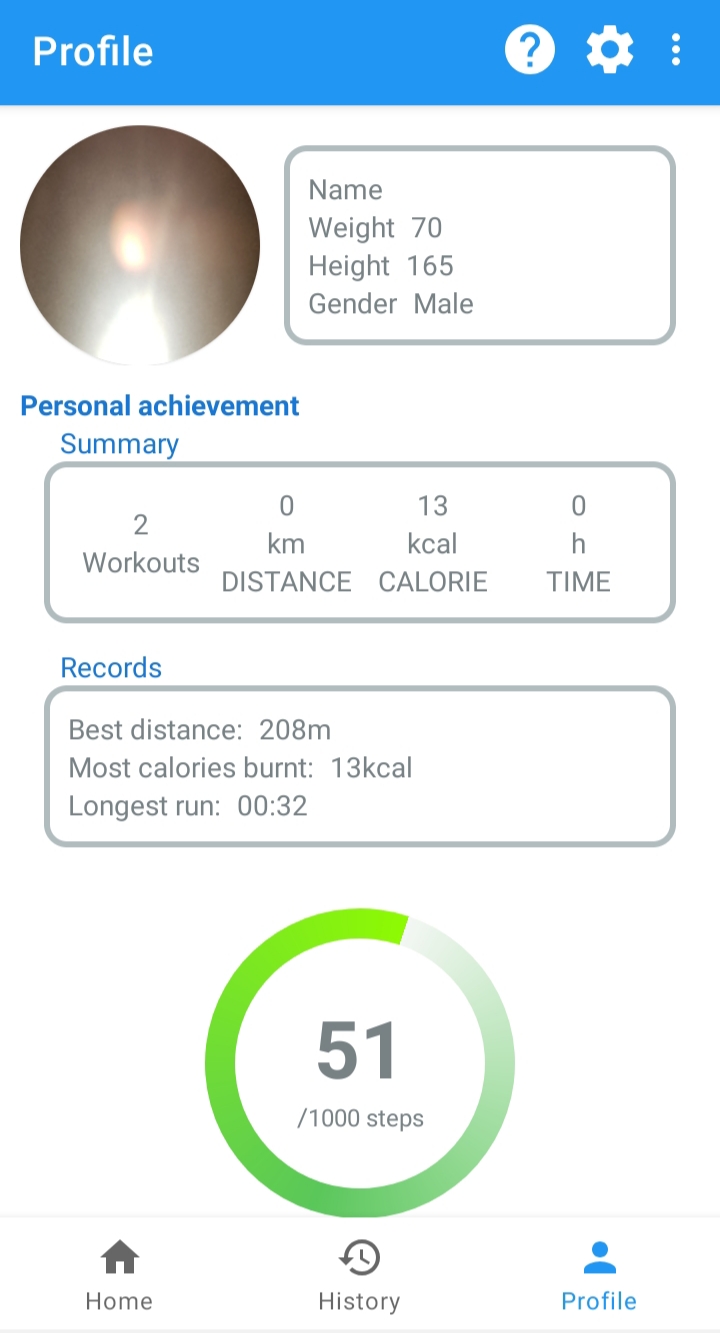 Profile
Name
Weight 70
Height 165
Gender Male
Personal achievement
Summary
2
Workouts
0
km
DISTANCE
13
kcal
CALORIE
0
h
TIME
Records
Best distance: 208m
Most calories burnt: 13kcal
Longest run: 00:32
51
/1000 steps
Home
History
Profile